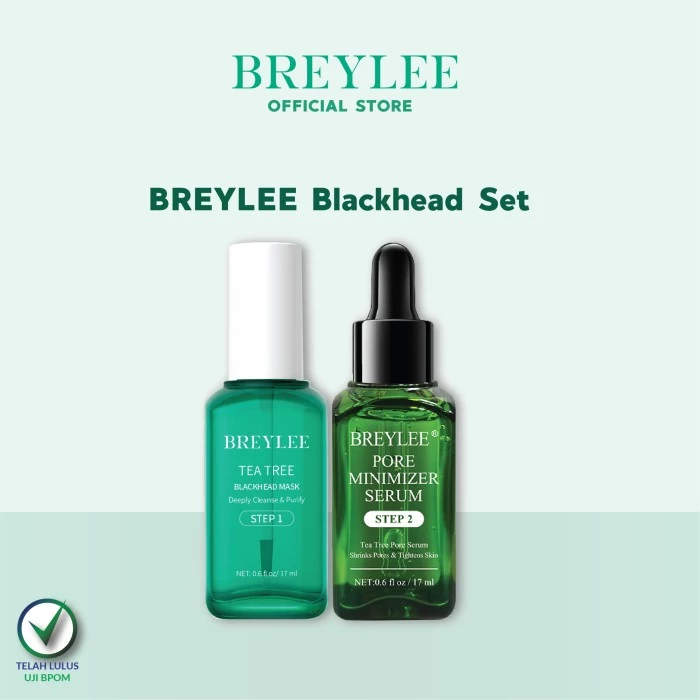 BREYLEE
OFFICIAL STORE
BREYLEE Blackhead Set
BREYLEE
TEA TREE
BLACKHEAD MASK
Deeply Cleanse & Purify
STEP 1
NET: 0.6 fl.oz/ 17 ml
BREYLEE®
PORE
MINIMIZER
SERUM
STEP 2
Tea Tree Pore Serum
Shrinks Pores & Tightens Skin
NET:0.6 fl oz / 17 ml
TELAH LULUS
UJI BPOM